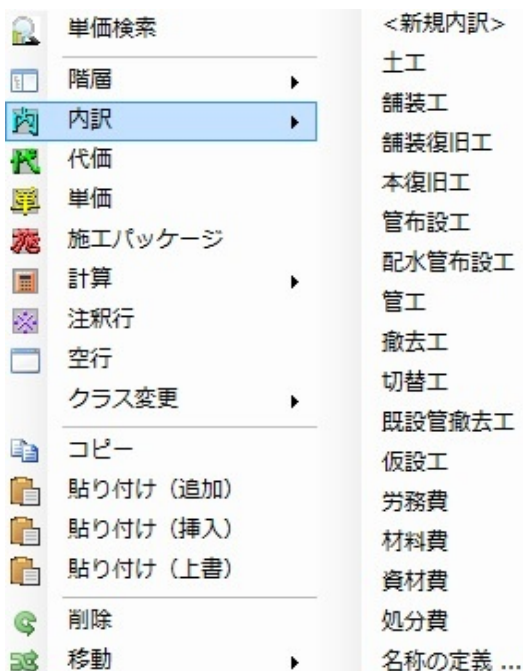 単価検索
階層
内訳
代価
単価
施工パッケージ
計算
注釈行
空行
クラス変更
コピー
貼り付け（追加）
貼り付け（挿入）
貼り付け（上書）
削除
移動
<新規内訳>
土工
舗装工
舗装復旧工
本復旧工
管布設工
配水管布設工
管工
撤去工
切替工
既設管撤去工
仮設工
労務費
材料費
資材費
処分費
名称の定義 ...